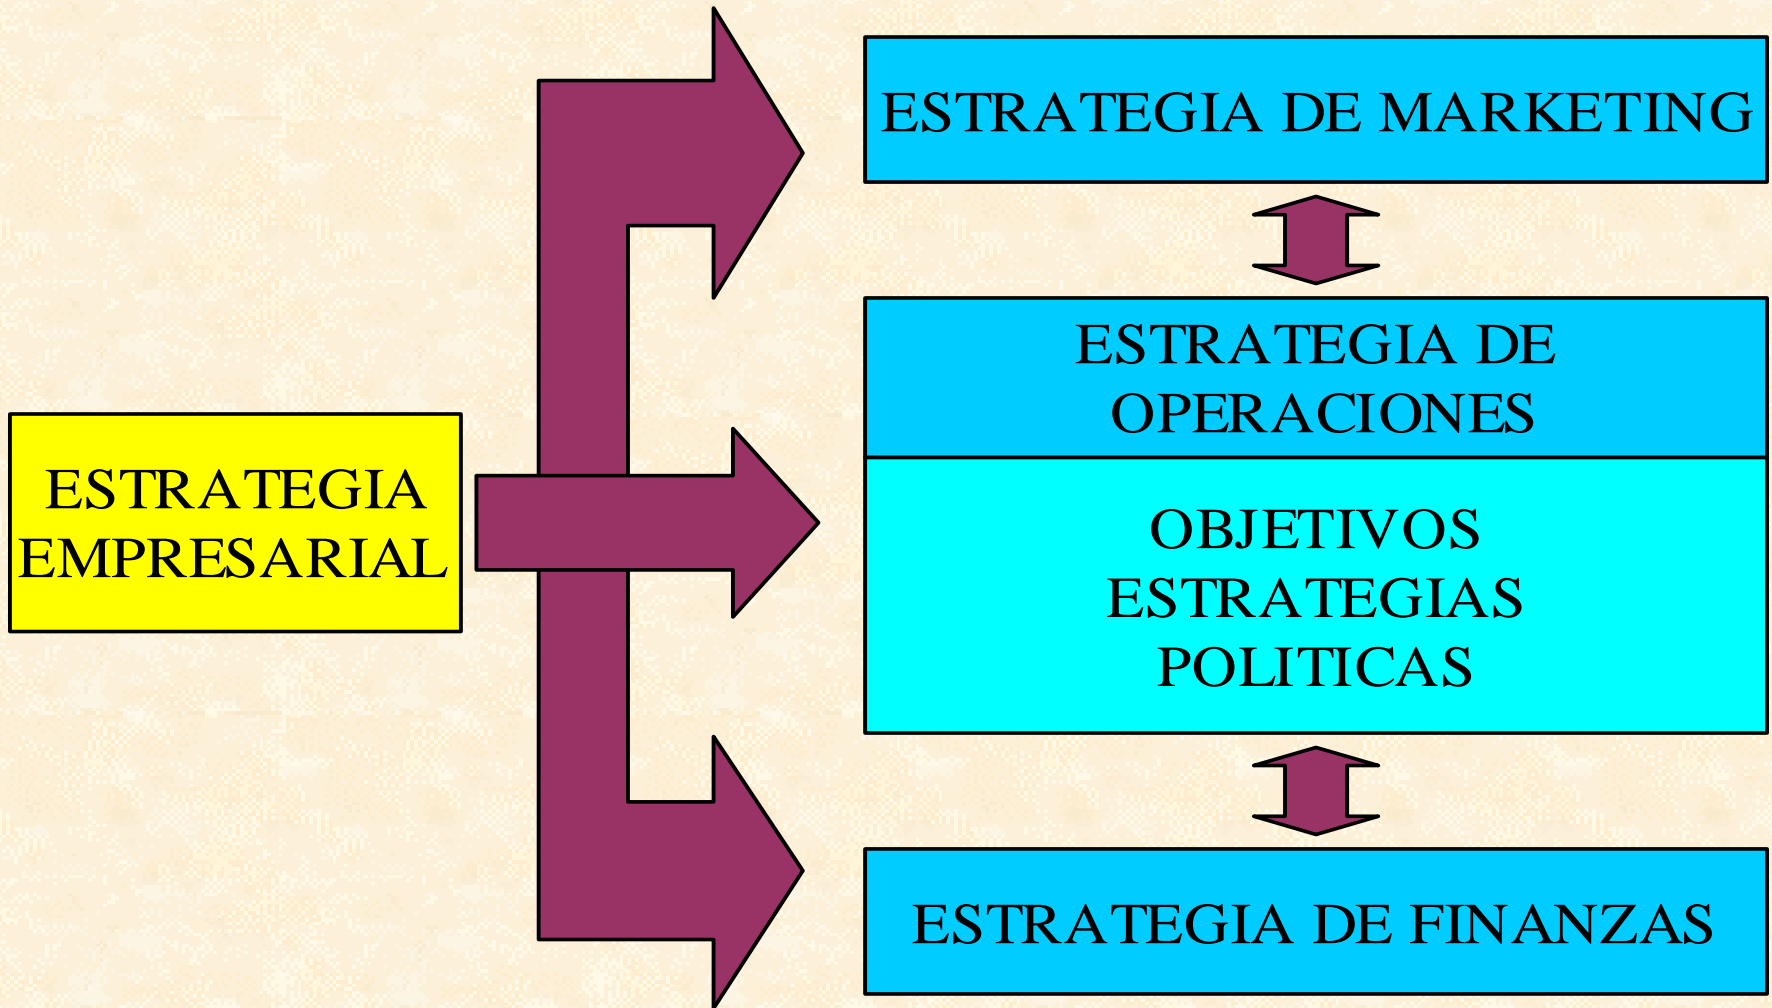 ESTRATEGIA
EMPRESARIAL
ESTRATEGIA DE MARKETING
ESTRATEGIA DE
OPERACIONES
OBJETIVOS
ESTRATEGIAS
POLITICAS
ESTRATEGIA DE FINANZAS